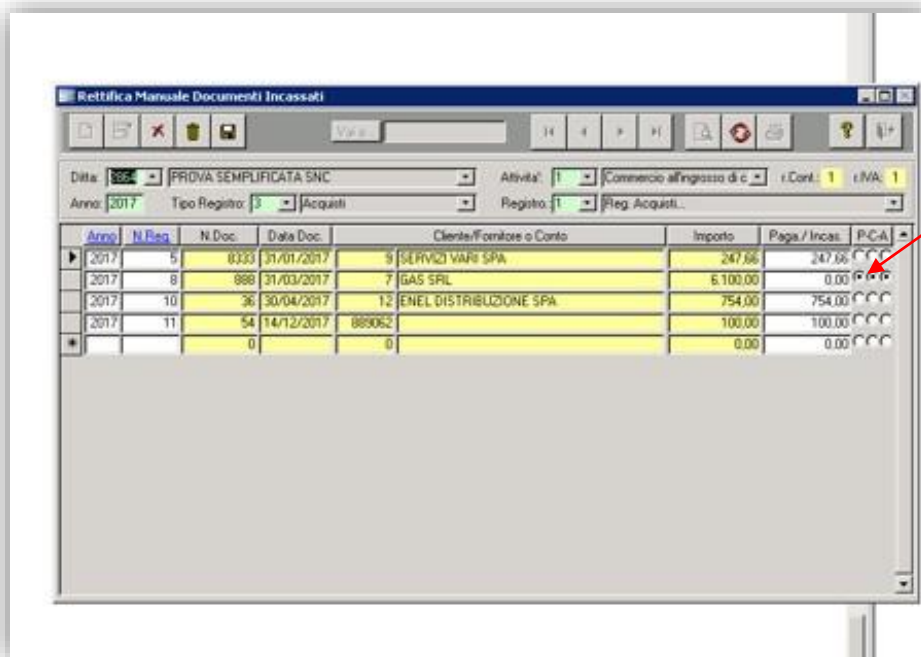 Rettifica Manuale Documenti Incassati
Vai a...
Ditta: 2864 PROVA SEMPLIFICATA SNC Attivita': 1 Commercio all'ingrosso di c r.Cont.: 1 r.IVA: 1
Anno: 2017 Tipo Registro: 3 Acquisti Registro: 1 Reg. Acquisti...
Anno N.Reg. N.Doc. Data Doc. Cliente/Fornitore o Conto Importo Paga./ Incas. P-C-A
2017 5 8333 31/01/2017 9 SERVIZI VARI SPA 247,66 247,66
2017 8 888 31/03/2017 7 GAS SRL 6.100,00 0,00
2017 10 36 30/04/2017 12 ENEL DISTRIBUZIONE SPA 754,00 754,00
2017 11 54 14/12/2017 889062 100,00 100,00
0 0 0,00 0,00